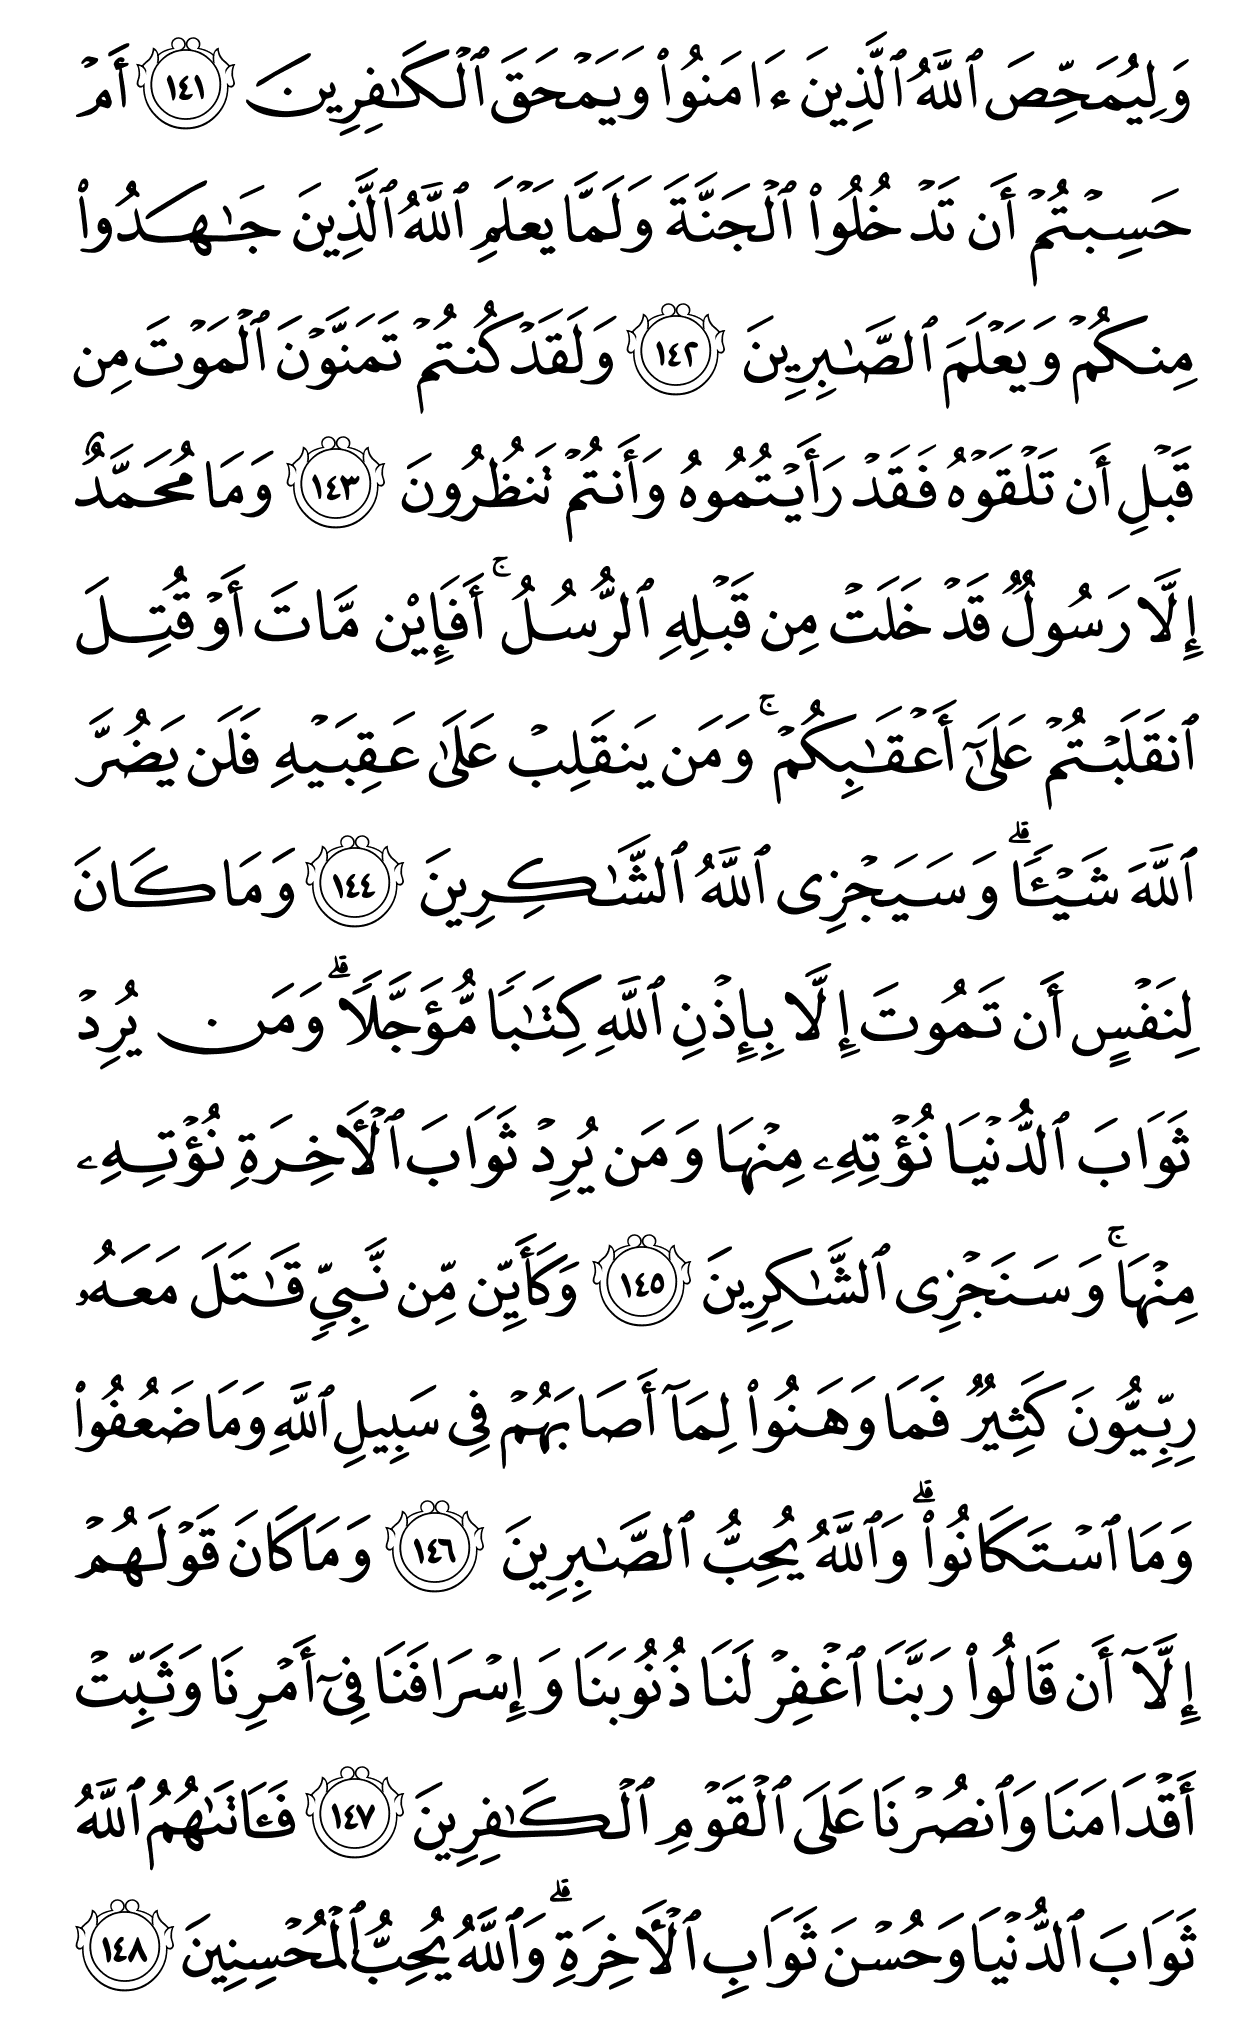 وَلِيُمَحِّصَ ٱللَّهُ ٱلَّذِينَ ءَامَنُوا۟ وَيَمْحَقَ ٱلْكَـٰفِرِينَ ١٤١ أَمْ
حَسِبْتُمْ أَن تَدْخُلُوا۟ ٱلْجَنَّةَ وَلَمَّا يَعْلَمِ ٱللَّهُ ٱلَّذِينَ جَـٰهَدُوا۟
مِنكُمْ وَيَعْلَمَ ٱلصَّـٰبِرِينَ ١٤٢ وَلَقَدْ كُنتُمْ تَمَنَّوْنَ ٱلْمَوْتَ مِن
قَبْلِ أَن تَلْقَوْهُ فَقَدْ رَأَيْتُمُوهُ وَأَنتُمْ تَنظُرُونَ ١٤٣ وَمَا مُحَمَّدٌ
إِلَّا رَسُولٌ قَدْ خَلَتْ مِن قَبْلِهِ ٱلرُّسُلُ ۚ أَفَإِي۟ن مَّاتَ أَوْ قُتِلَ
ٱنقَلَبْتُمْ عَلَىٰٓ أَعْقَـٰبِكُمْ ۚ وَمَن يَنقَلِبْ عَلَىٰ عَقِبَيْهِ فَلَن يَضُرَّ
ٱللَّهَ شَيْـًٔا ۗ وَسَيَجْزِى ٱللَّهُ ٱلشَّـٰكِرِينَ ١٤٤ وَمَا كَانَ
لِنَفْسٍ أَن تَمُوتَ إِلَّا بِإِذْنِ ٱللَّهِ كِتَـٰبًا مُّؤَجَّلًا ۗ وَمَن يُرِدْ
ثَوَابَ ٱلدُّنْيَا نُؤْتِهِۦ مِنْهَا وَمَن يُرِدْ ثَوَابَ ٱلْـَٔاخِرَةِ نُؤْتِهِۦ
مِنْهَا ۚ وَسَنَجْزِى ٱلشَّـٰكِرِينَ ١٤٥ وَكَأَيِّن مِّن نَّبِىٍّ قَـٰتَلَ مَعَهُۥ
رِبِّيُّونَ كَثِيرٌ فَمَا وَهَنُوا۟ لِمَآ أَصَابَهُمْ فِى سَبِيلِ ٱللَّهِ وَمَا ضَعُفُوا۟
وَمَا ٱسْتَكَانُوا۟ ۗ وَٱللَّهُ يُحِبُّ ٱلصَّـٰبِرِينَ ١٤٦ وَمَا كَانَ قَوْلَهُمْ
إِلَّآ أَن قَالُوا۟ رَبَّنَا ٱغْفِرْ لَنَا ذُنُوبَنَا وَإِسْرَافَنَا فِىٓ أَمْرِنَا وَثَبِّتْ
أَقْدَامَنَا وَٱنصُرْنَا عَلَى ٱلْقَوْمِ ٱلْكَـٰفِرِينَ ١٤٧ فَـَٔاتَىٰهُمُ ٱللَّهُ
ثَوَابَ ٱلدُّنْيَا وَحُسْنَ ثَوَابِ ٱلْـَٔاخِرَةِ ۗ وَٱللَّهُ يُحِبُّ ٱلْمُحْسِنِينَ ١٤٨